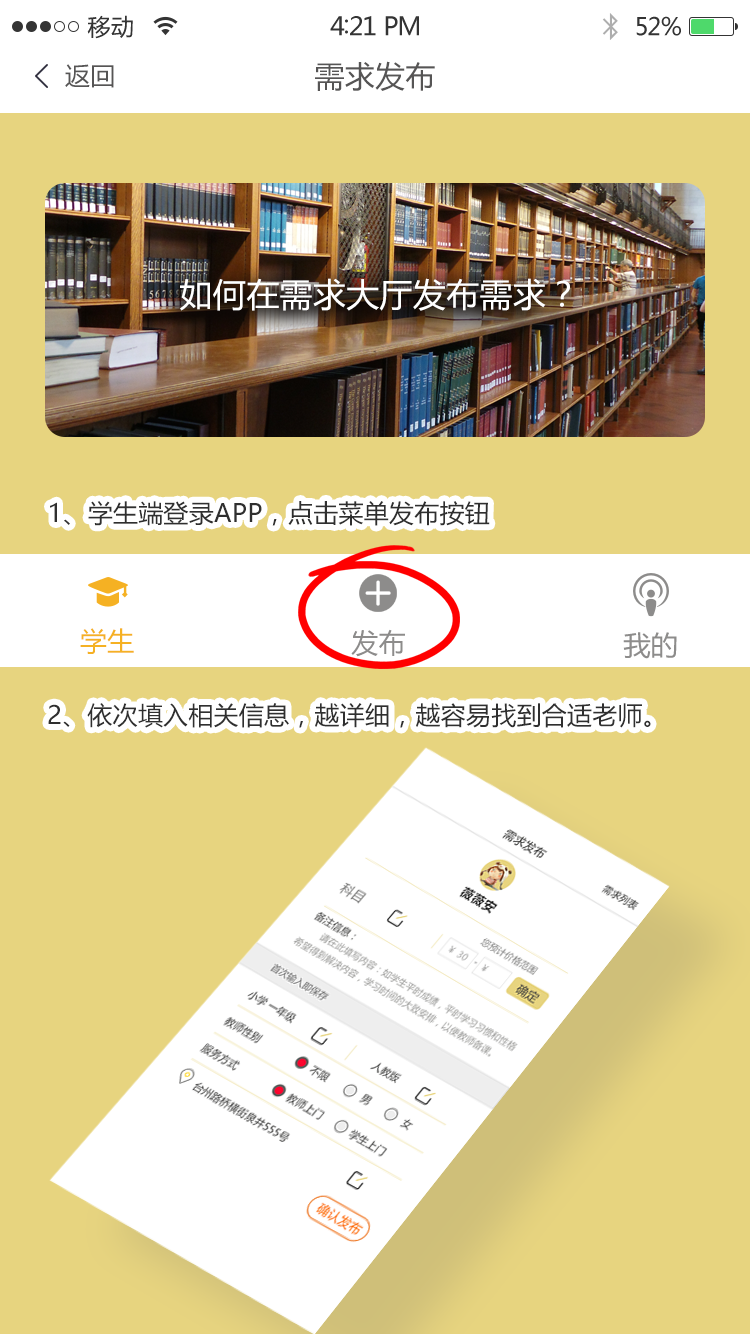 移动 4:21 PM 52%
返回 需求发布
如何在需求大厅发布需求？
1、学生端登录APP，点击菜单发布按钮
学生 发布 我的
2、依次填入相关信息，越详细，越容易找到合适老师。
需求发布 需求列表
薇薇安
科目 您预计价格范围
¥ 30 - ¥ 确定
备注信息：
请在此填写内容：如学生平时成绩，平时学习习惯和性格
希望得到解决内容，学习时间的大致安排，以便教师备课。
首次输入即保存
小学 一年级 人教版
教师性别 不限 男 女
服务方式 教师上门 学生上门
台州路桥横街泉井555号
确认发布